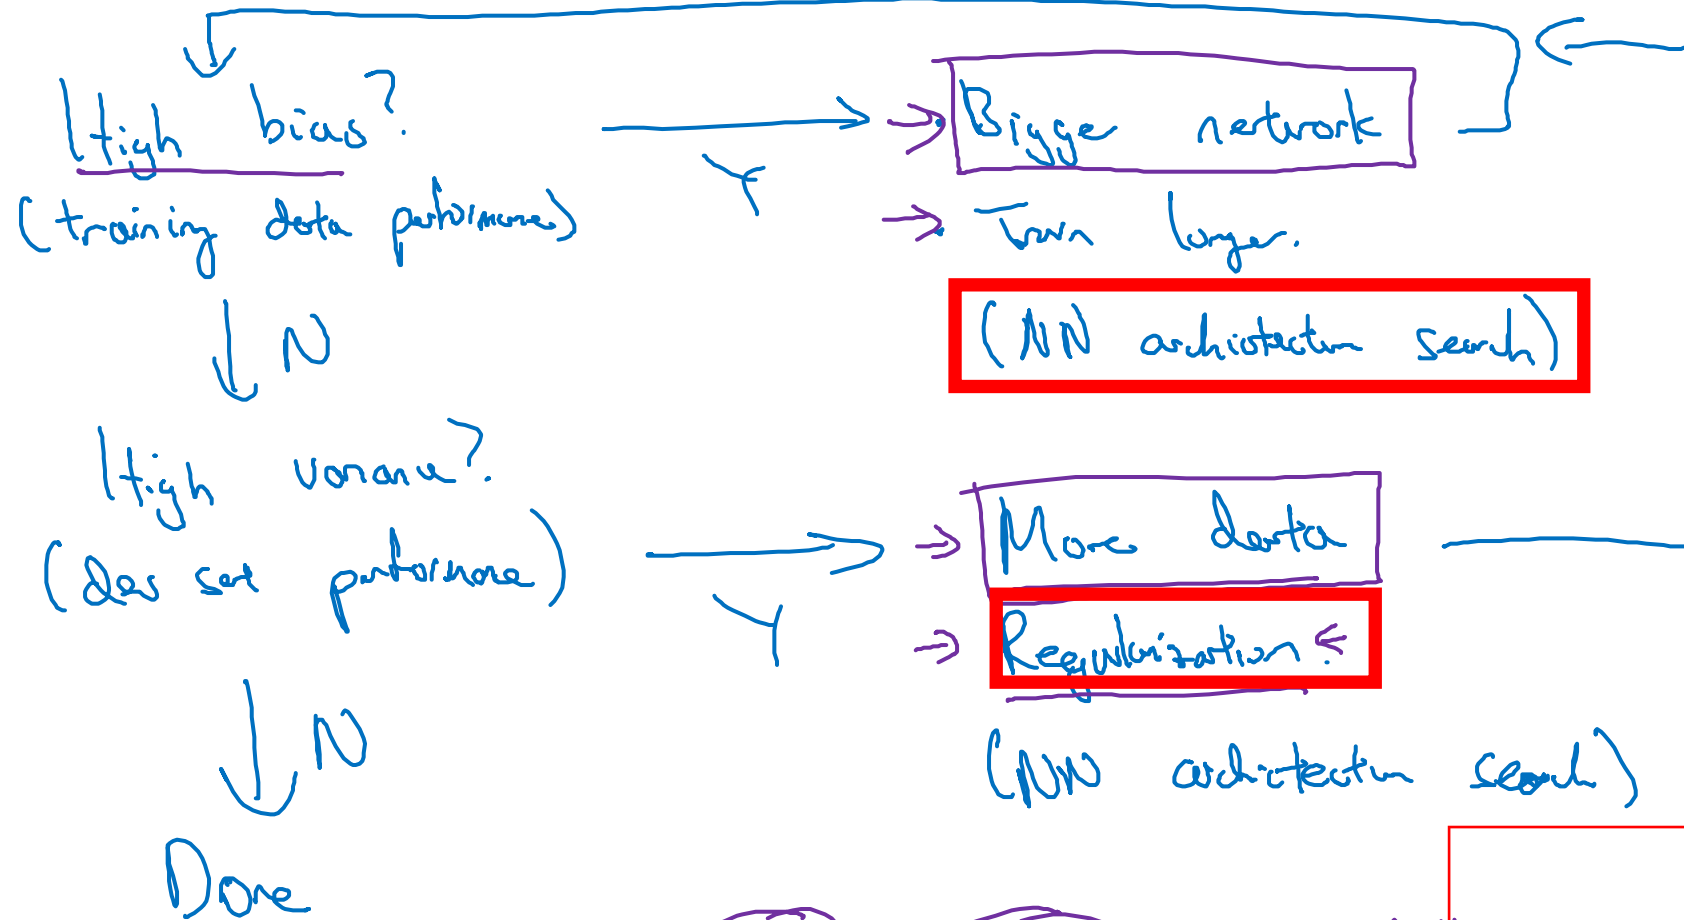 High bias?
(training data performance)
Y
Bigger network
Train longer.
(NN architecture search)
N
High variance?
(dev set performance)
Y
More data
Regularization.
(NN architecture search)
N
Done